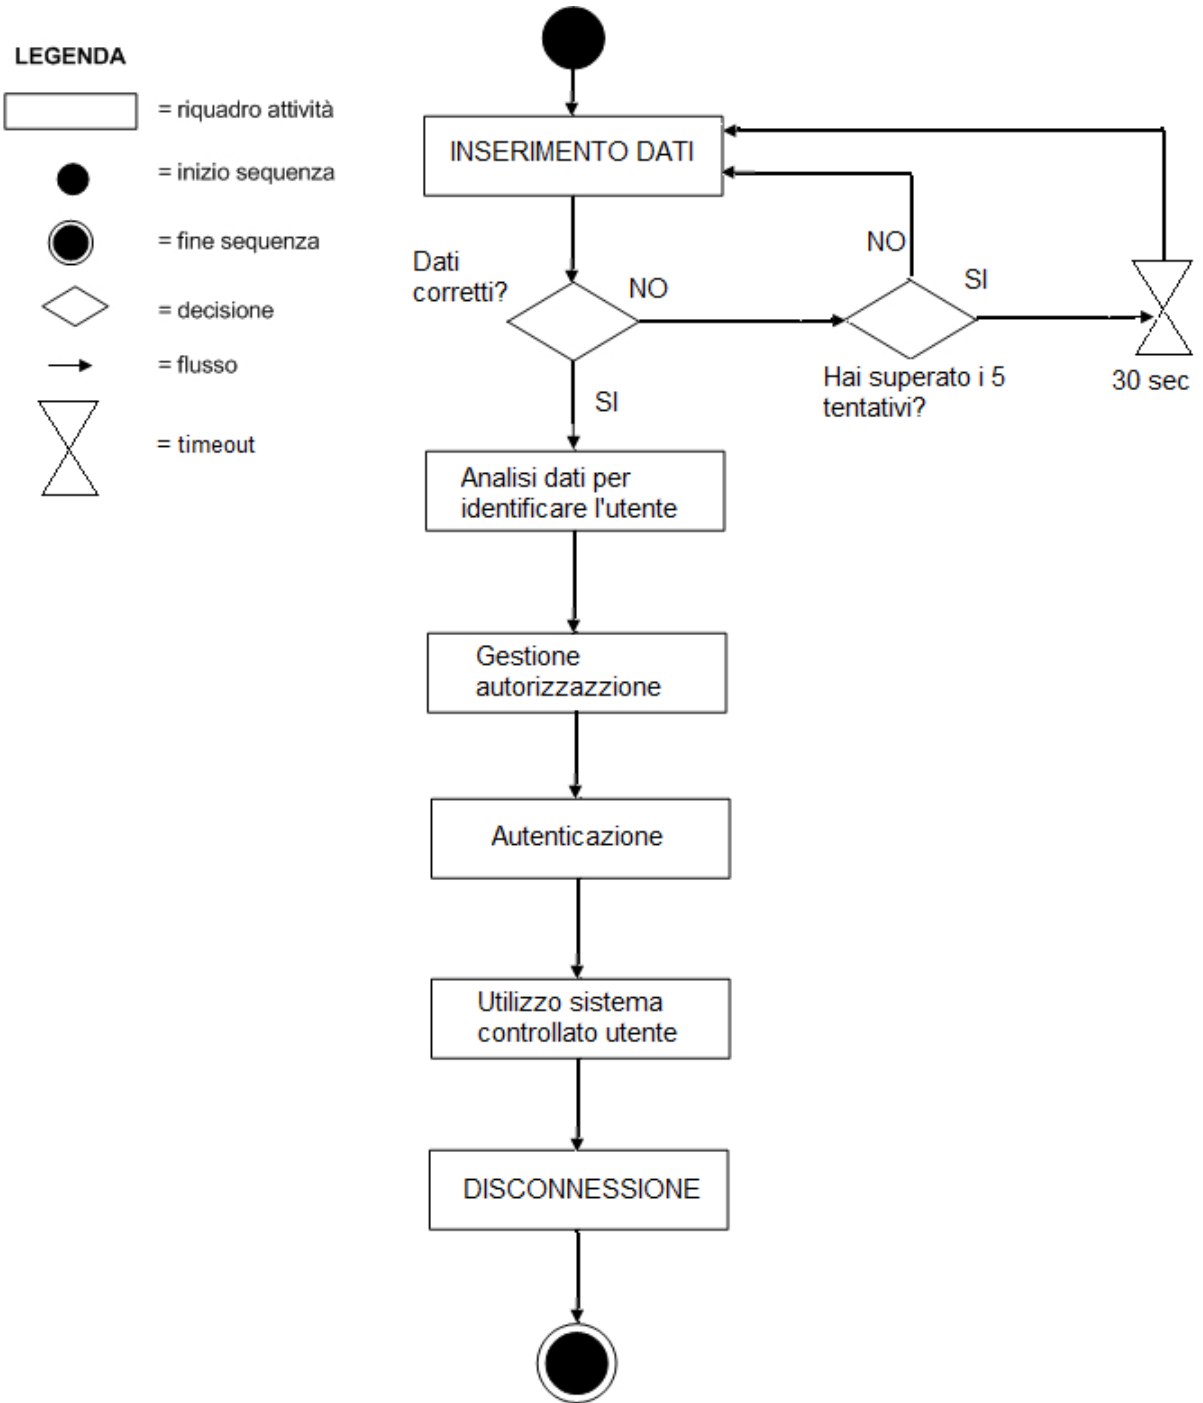 LEGENDA
= riquadro attività
= inizio sequenza
= fine sequenza
= decisione
= flusso
= timeout
INSERIMENTO DATI
Dati
corretti?
NO
NO
SI
Hai superato i 5
tentativi?
30 sec
SI
Analisi dati per
identificare l'utente
Gestione
autorizzazzione
Autenticazione
Utilizzo sistema
controllato utente
DISCONNESSIONE